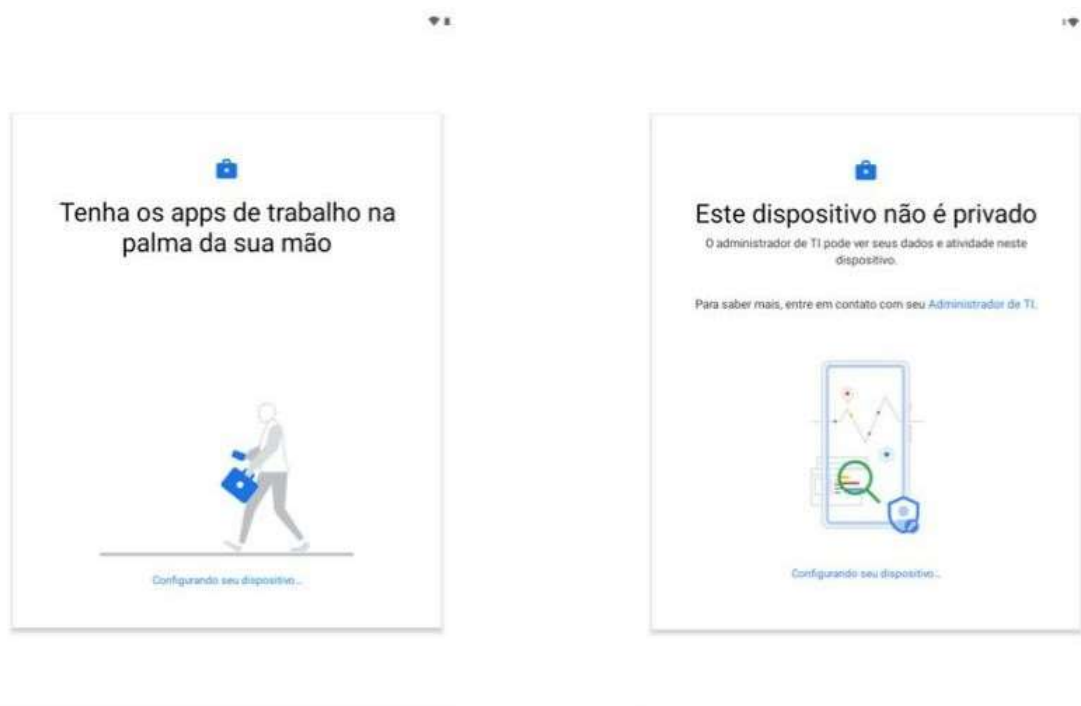 Tenha os apps de trabalho na
palma da sua mão
Configurando seu dispositivo...
Este dispositivo não é privado
O administrador de TI pode ver seus dados e atividade neste
dispositivo.
Para saber mais, entre em contato com seu Administrador de TI.
Configurando seu dispositivo...